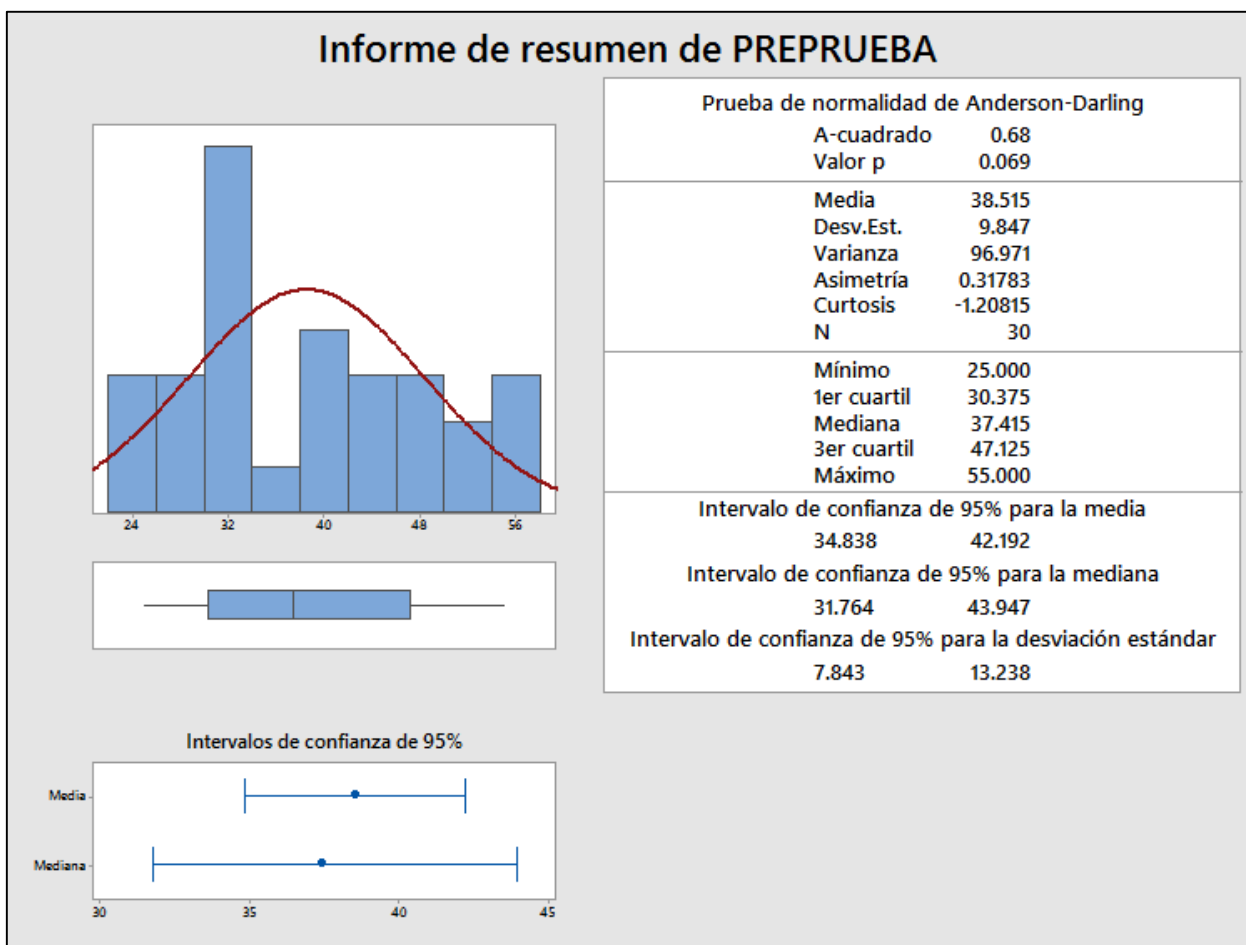 Informe de resumen de PREPRUEBA
Prueba de normalidad de Anderson-Darling
A-cuadrado 0.68
Valor p 0.069
Media 38.515
Desv.Est. 9.847
Varianza 96.971
Asimetría 0.31783
Curtosis -1.20815
N 30
Mínimo 25.000
1er cuartil 30.375
Mediana 37.415
3er cuartil 47.125
Máximo 55.000
Intervalo de confianza de 95% para la media
34.838 42.192
Intervalo de confianza de 95% para la mediana
31.764 43.947
Intervalo de confianza de 95% para la desviación estándar
7.843 13.238
24 32 40 48 56
Intervalos de confianza de 95%
Media
Mediana
30 35 40 45